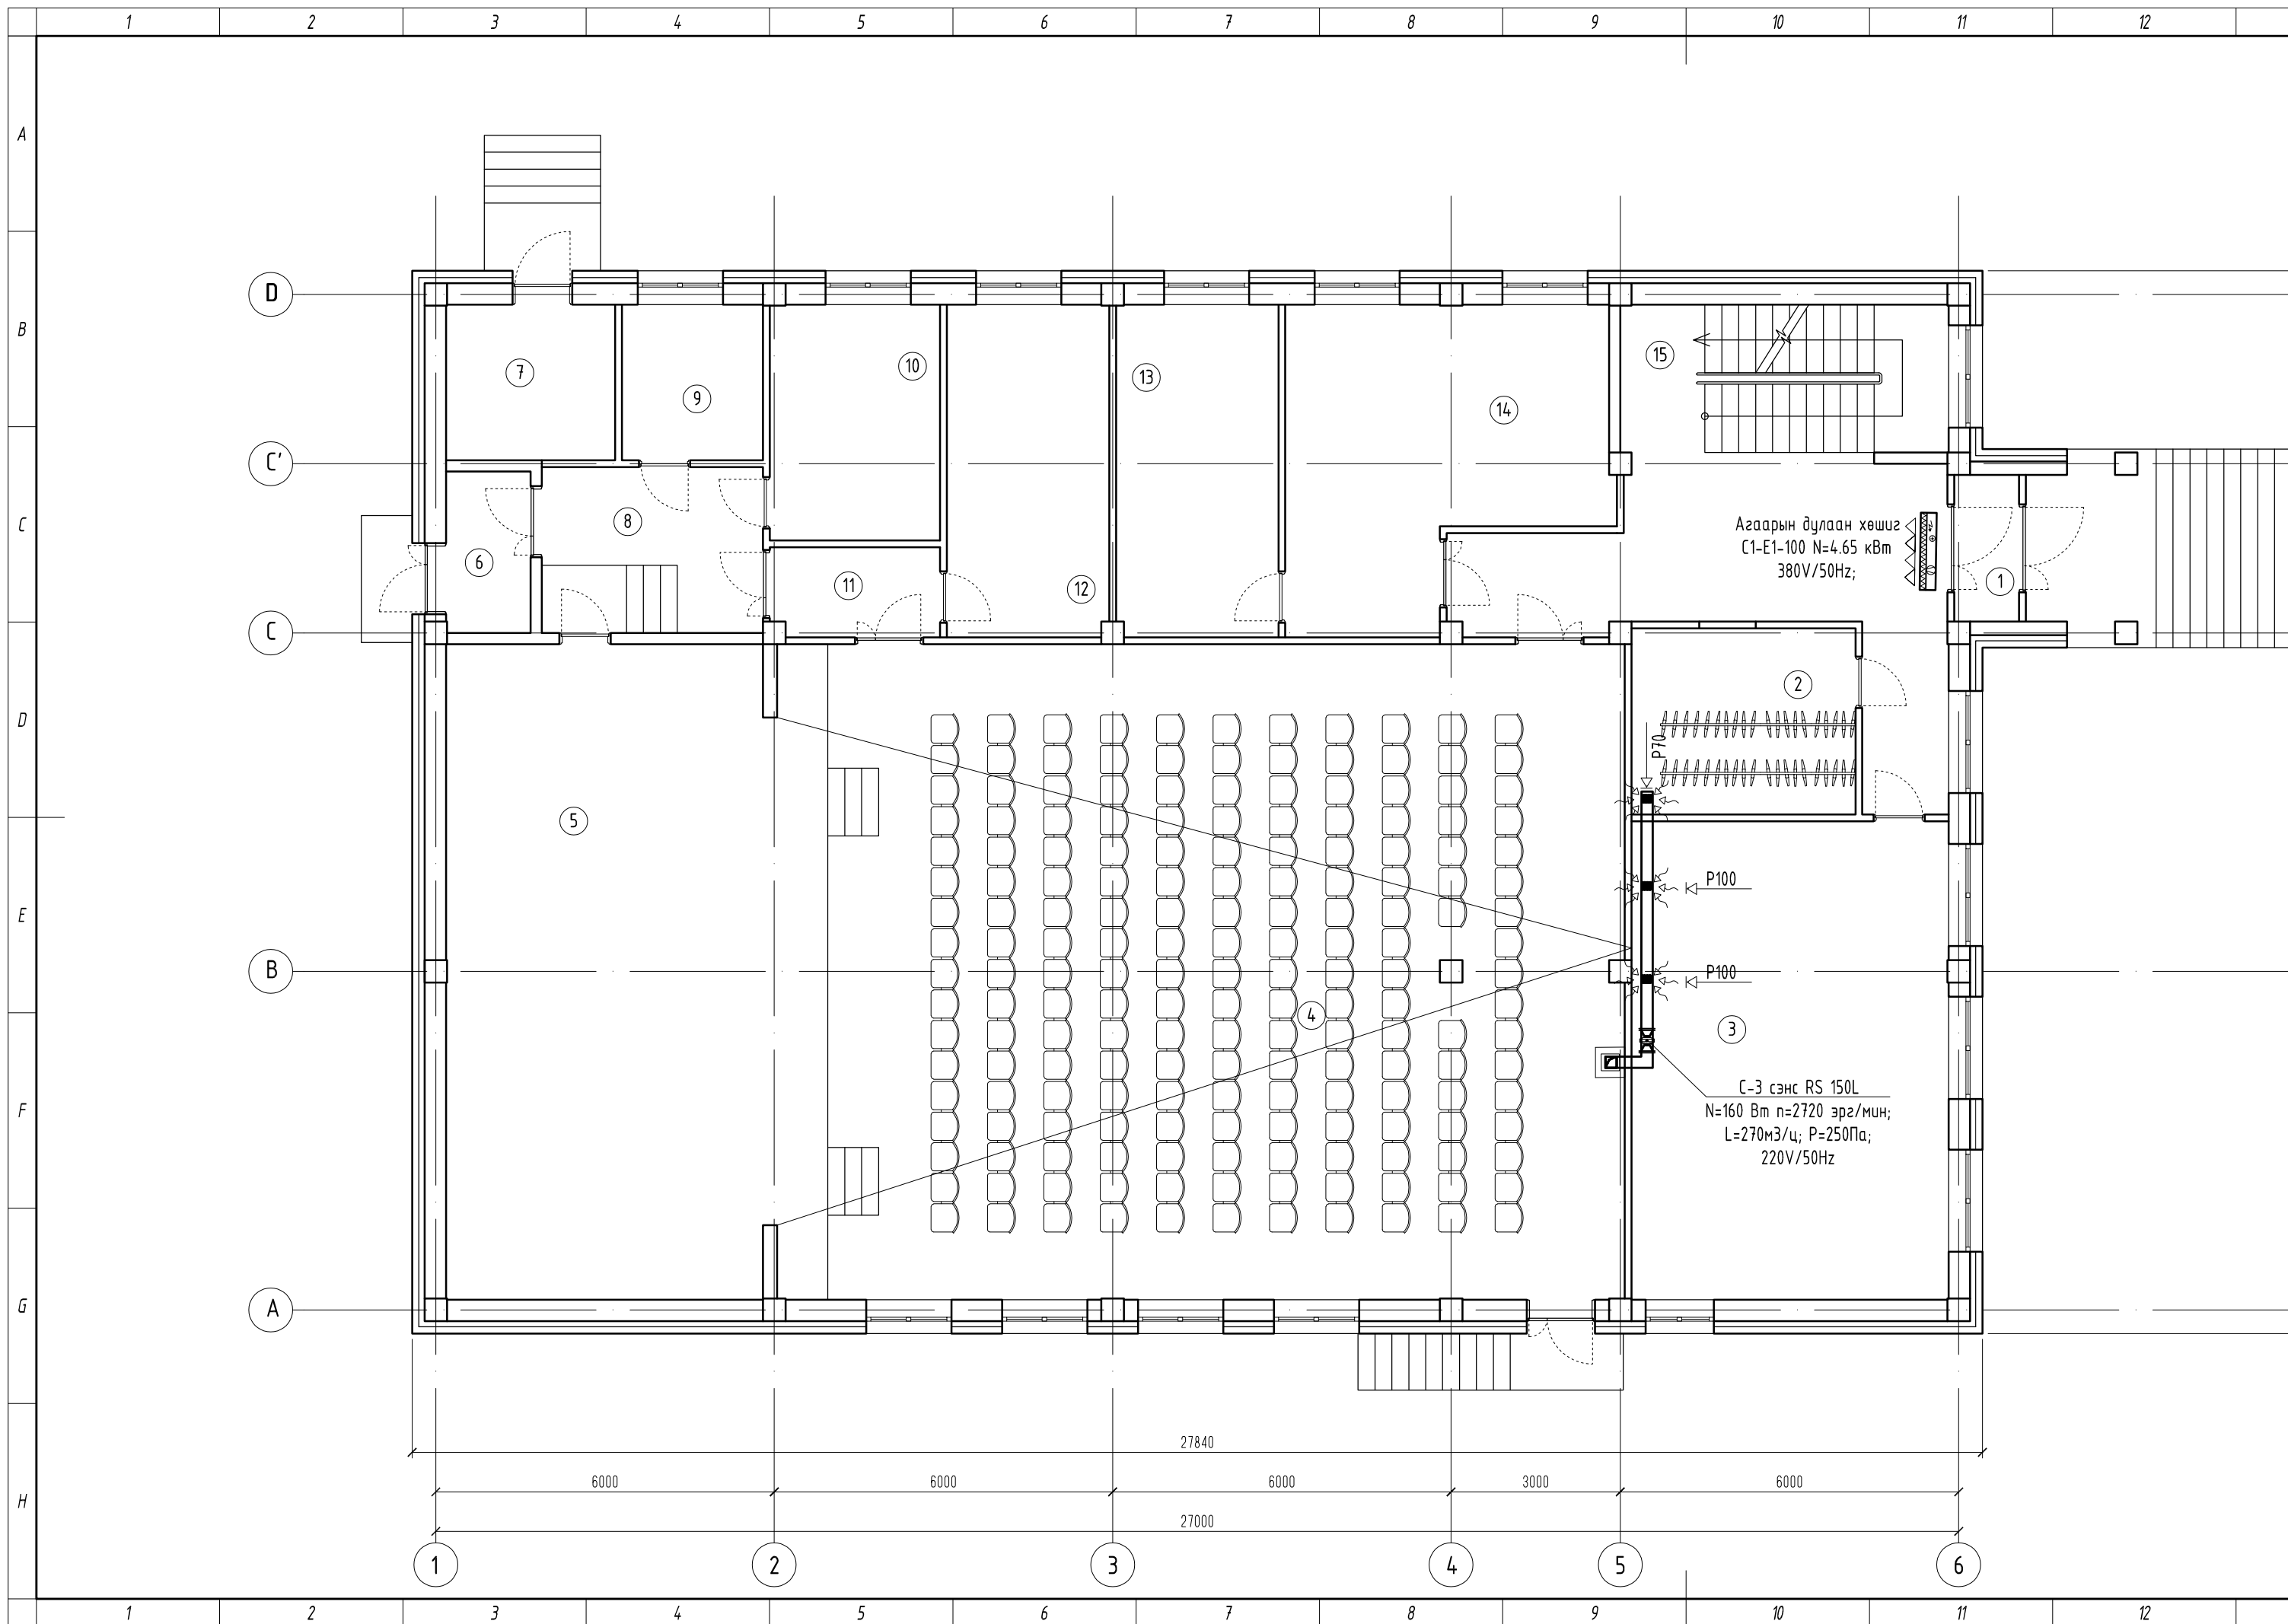 1 2 3 4 5 6 7 8 9 10 11 12
A
B
C
D
E
F
G
H
D
C'
C
B
A
7
9
10
13
14
15
8
6
11
12
1
2
5
4
3
Агаарын дулаан хөшиг
C1-E1-100 N=4.65 кВт
380V/50Hz;
P70
P100
P100
C-3 сэнс RS 150L
N=160 Вт n=2720 эрг/мин;
L=270м3/ц; P=250Па;
220V/50Hz
27840
6000 6000 6000 3000 6000
27000
1 2 3 4 5 6
1 2 3 4 5 6 7 8 9 10 11 12